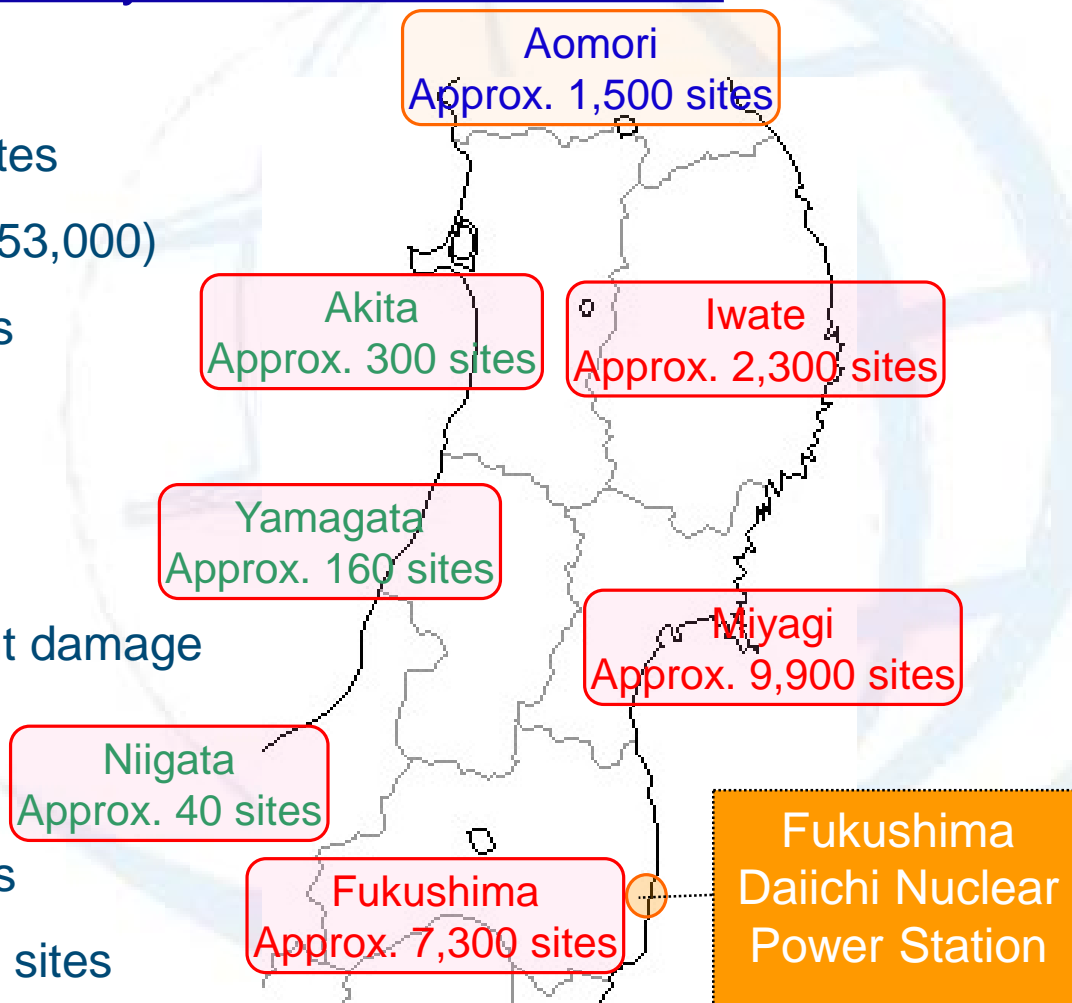 Aomori
Approx. 1,500 sites
tes
53,000)
s
Akita
Approx. 300 sites
Iwate
Approx. 2,300 sites
Yamagata
Approx. 160 sites
t damage
Miyagi
Approx. 9,900 sites
Niigata
Approx. 40 sites
s
Fukushima
Approx. 7,300 sites
sites
Fukushima
Daiichi Nuclear
Power Station